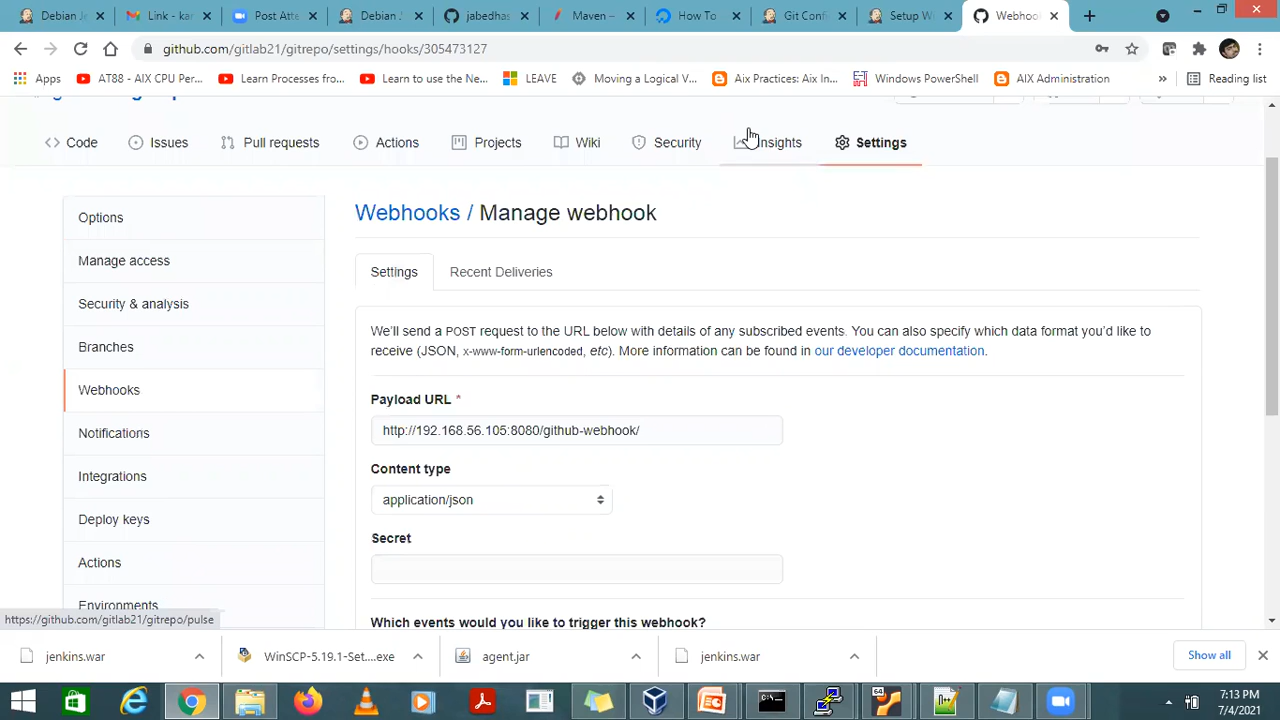 Debian Je
Link - kar
Post Atte
Debian J
jabedhas
Maven –
How To
Git Confi
Setup Wi
Webhook
github.com/gitlab21/gitrepo/settings/hooks/305473127
Apps
AT88 - AIX CPU Per...
Learn Processes fro...
Learn to use the Ne...
LEAVE
Moving a Logical V...
Aix Practices: Aix In...
Windows PowerShell
AIX Administration
»
Reading list
Code
Issues
Pull requests
Actions
Projects
Wiki
Security
Insights
Settings
Options
Manage access
Security & analysis
Branches
Webhooks
Notifications
Integrations
Deploy keys
Actions
Environments
Webhooks / Manage webhook
Settings
Recent Deliveries
We'll send a POST request to the URL below with details of any subscribed events. You can also specify which data format you'd like to
receive (JSON, x-www-form-urlencoded, etc). More information can be found in our developer documentation.
Payload URL *
http://192.168.56.105:8080/github-webhook/
Content type
application/json
Secret
Which events would you like to trigger this webhook?
https://github.com/gitlab21/gitrepo/pulse
jenkins.war
WinSCP-5.19.1-Set....exe
agent.jar
jenkins.war
Show all
64
7:13 PM
7/4/2021